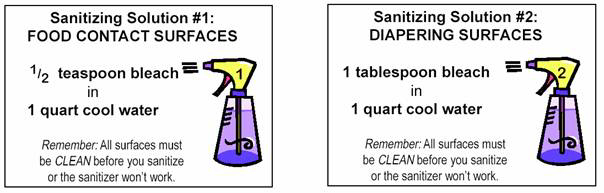 Sanitizing Solution #1:
FOOD CONTACT SURFACES
1/2 teaspoon bleach
in
1 quart cool water
1
Remember: All surfaces must
be CLEAN before you sanitize
or the sanitizer won't work.
Sanitizing Solution #2:
DIAPERING SURFACES
1 tablespoon bleach
in
1 quart cool water
2
Remember: All surfaces must
be CLEAN before you sanitize
or the sanitizer won't work.